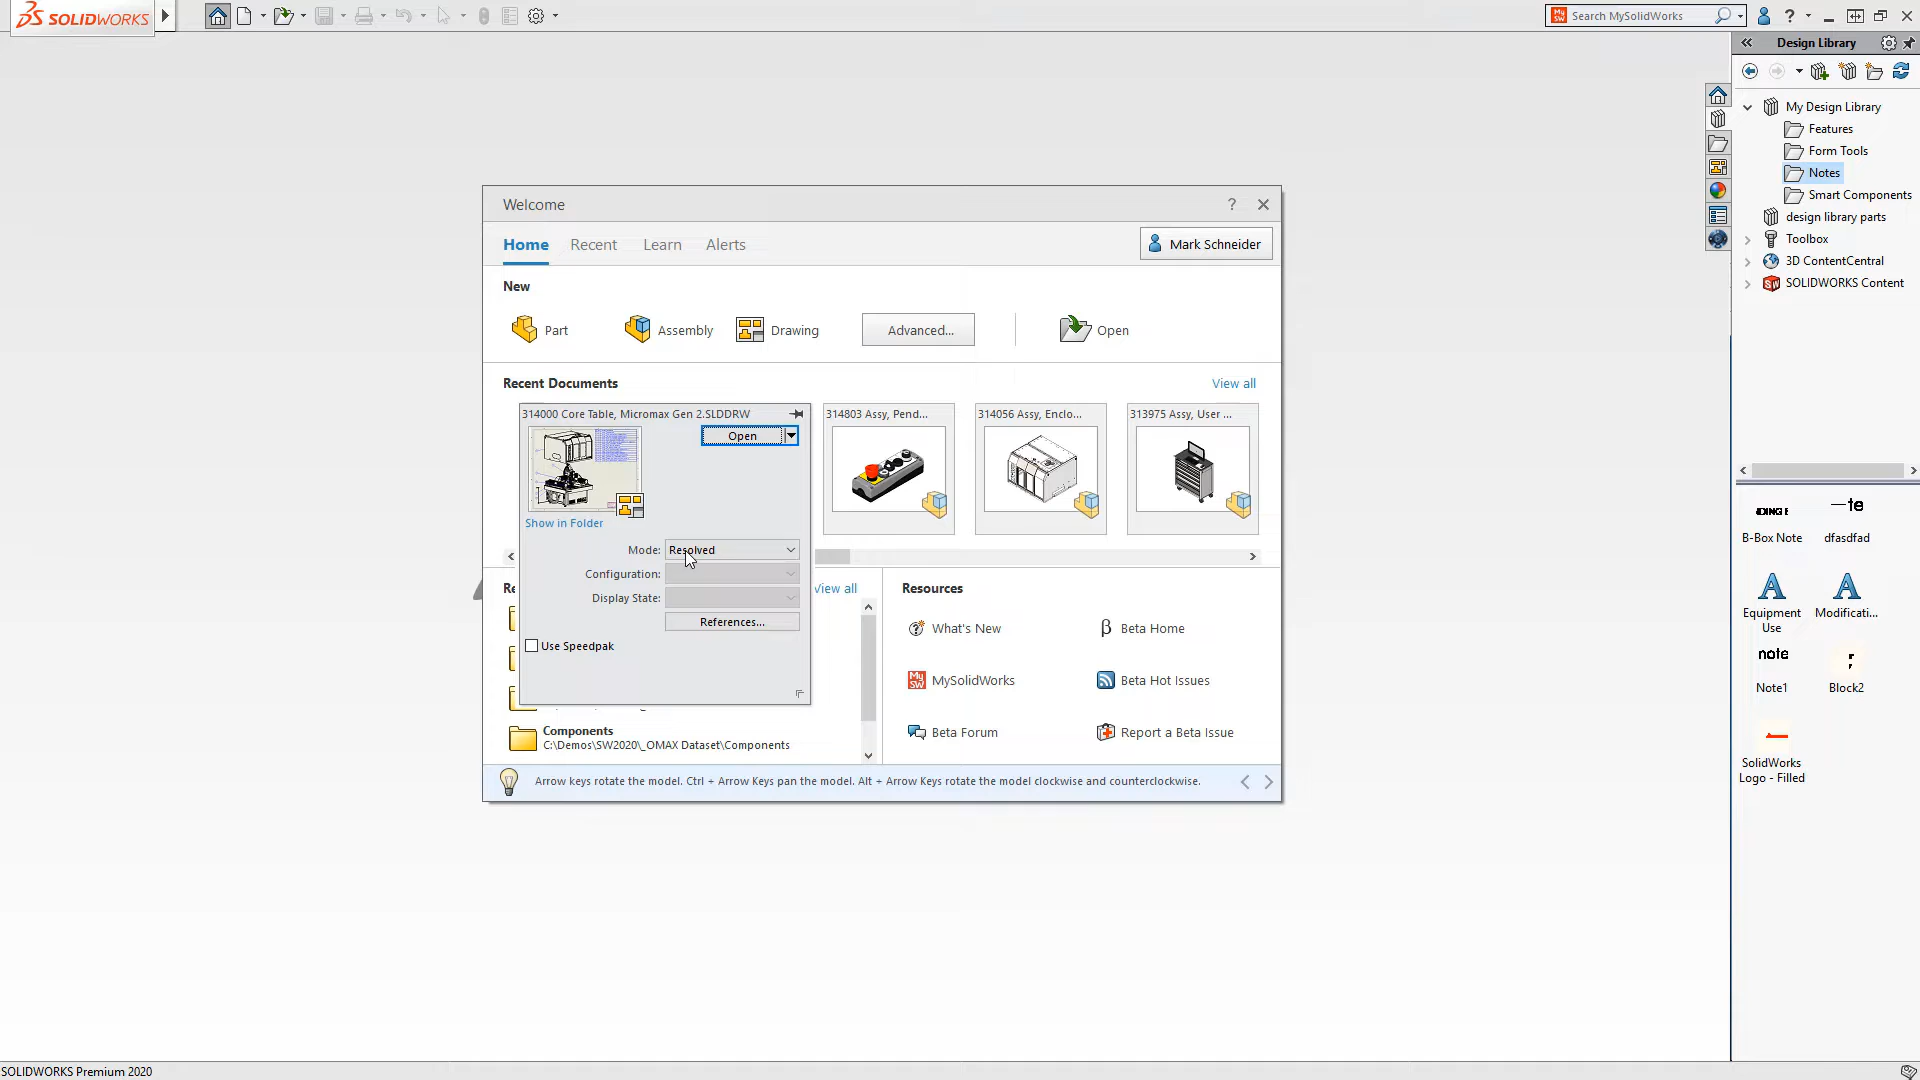 SOLIDWORKS
Search MySolidWorks
?
Design Library
My Design Library
Features
Form Tools
Notes
Smart Components
design library parts
Toolbox
3D ContentCentral
SOLIDWORKS Content
Welcome
?
Home
Recent
Learn
Alerts
Mark Schneider
New
Part
Assembly
Drawing
Advanced...
Open
Recent Documents
View all
314000 Core Table, Micromax Gen 2.SLDDRW
Open
Show in Folder
Mode:
Resolved
Configuration:
Display State:
References...
Use Speedpak
314803 Assy, Pend...
314056 Assy, Enclo...
313975 Assy, User ...
Re
View all
Components
C:\Demos\SW2020\_OMAX Dataset\Components
Resources
What's New
β Beta Home
My SW
MySolidWorks
Beta Hot Issues
Beta Forum
Report a Beta Issue
Arrow keys rotate the model. Ctrl + Arrow Keys pan the model. Alt + Arrow Keys rotate the model clockwise and counterclockwise.
B-Box Note
te
dfasdfad
A
Equipment
Use
A
Modificati...
note
Note1
;
Block2
SolidWorks
Logo - Filled
SOLIDWORKS Premium 2020